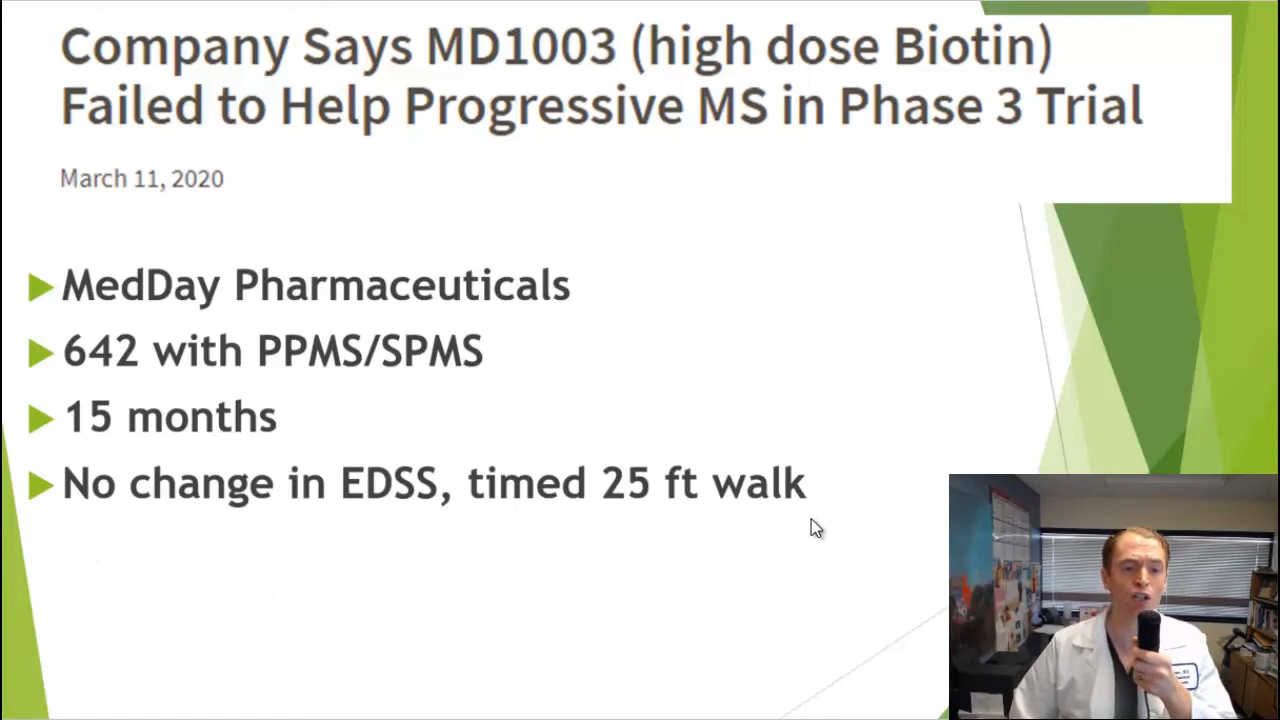 Company Says MD1003 (high dose Biotin)
Failed to Help Progressive MS in Phase 3 Trial
March 11, 2020
MedDay Pharmaceuticals
642 with PPMS/SPMS
15 months
No change in EDSS, timed 25 ft walk